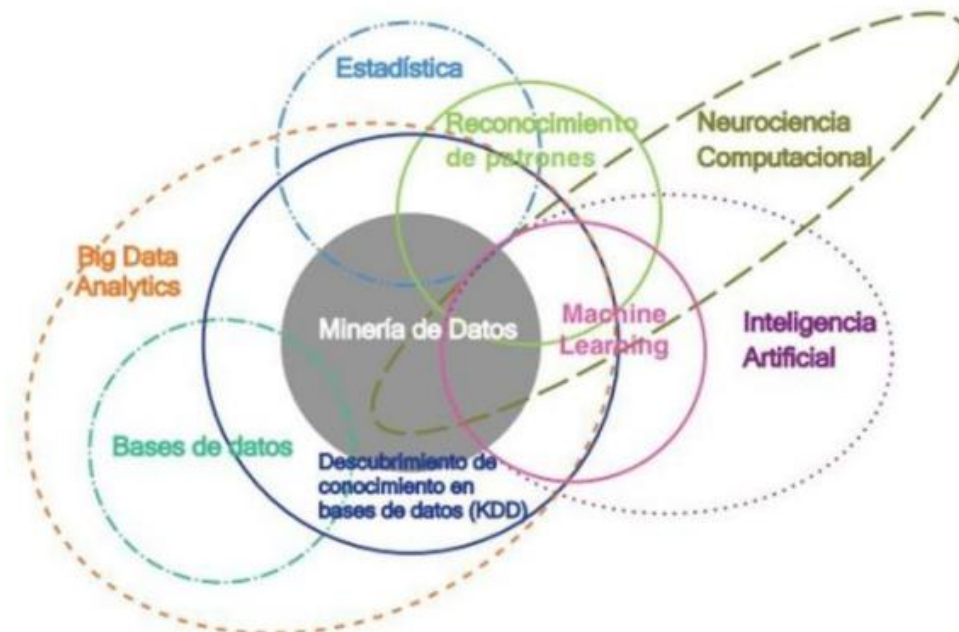 Estadística
Reconocimiento
de patrones
Neurociencia
Computacional
Big Data
Analytics
Minería de Datos
Machine
Learning
Inteligencia
Artificial
Bases de datos
Descubrimiento de
conocimiento en
bases de datos (KDD)